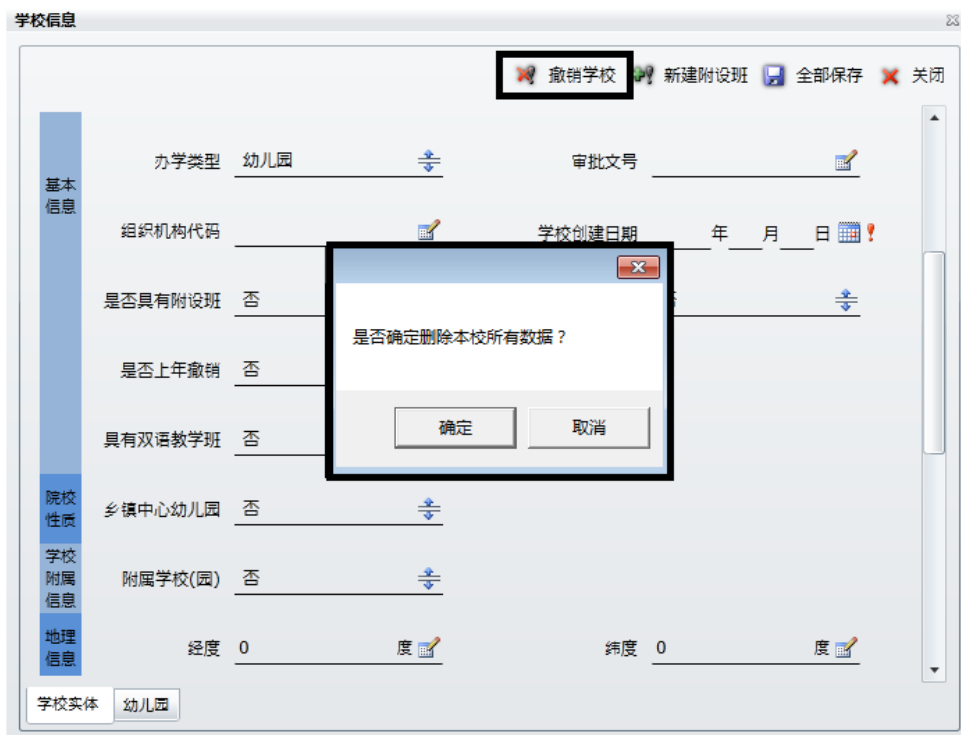 学校信息
撤销学校 新建附设班 全部保存 关闭
基本
信息
办学类型 幼儿园 审批文号
组织机构代码 学校创建日期 年 月 日
是否具有附设班 否
是否上年撤销 否
具有双语教学班 否
是否确定删除本校所有数据？
确定 取消
院校
性质
乡镇中心幼儿园 否
学校
附属
信息
附属学校(园) 否
地理
信息
经度 0 度 纬度 0 度
学校实体 幼儿园